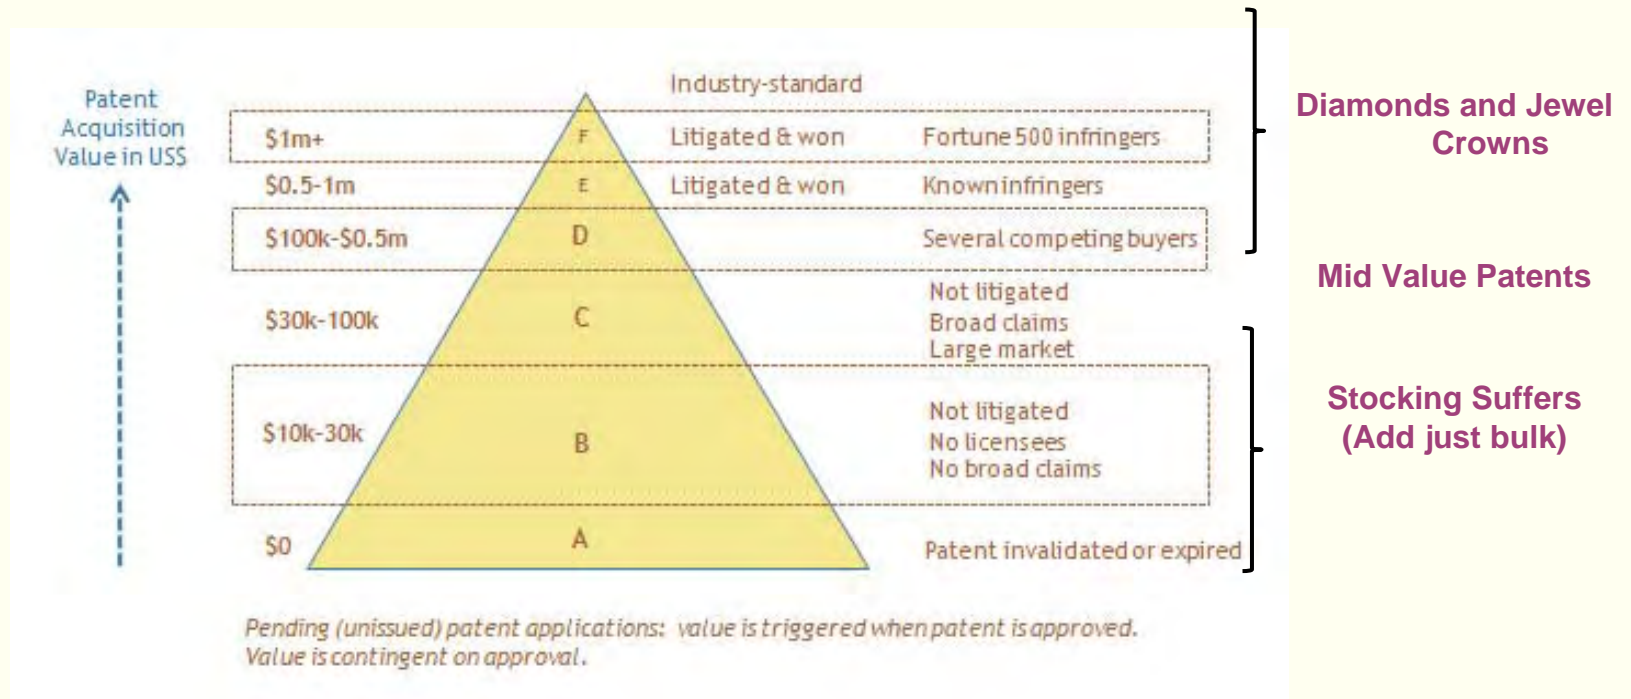 Patent
Acquisition
Value in US$
Industry-standard
$1m+ F Litigated & won Fortune 500 infringers
$0.5-1m E Litigated & won Known infringers
$100k-$0.5m D Several competing buyers
$30k-100k C Not litigated
Broad claims
Large market
$10k-30k B Not litigated
No licensees
No broad claims
$0 A Patent invalidated or expired
Diamonds and Jewel
Crowns
Mid Value Patents
Stocking Suffers
(Add just bulk)
Pending (unissued) patent applications: value is triggered when patent is approved.
Value is contingent on approval.